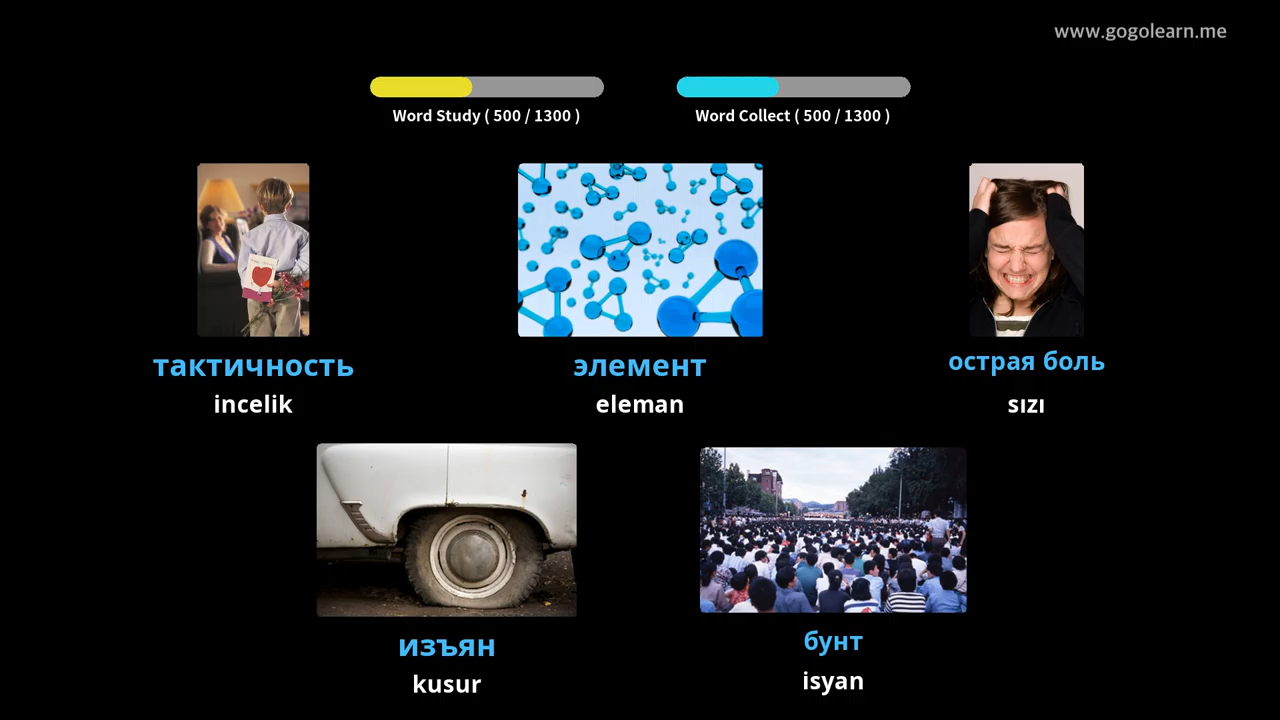 www.gogolearn.me
Word Study ( 500 / 1300 )
Word Collect ( 500 / 1300 )
тактичность
incelik
элемент
eleman
острая боль
sızı
изъян
kusur
бунт
isyan